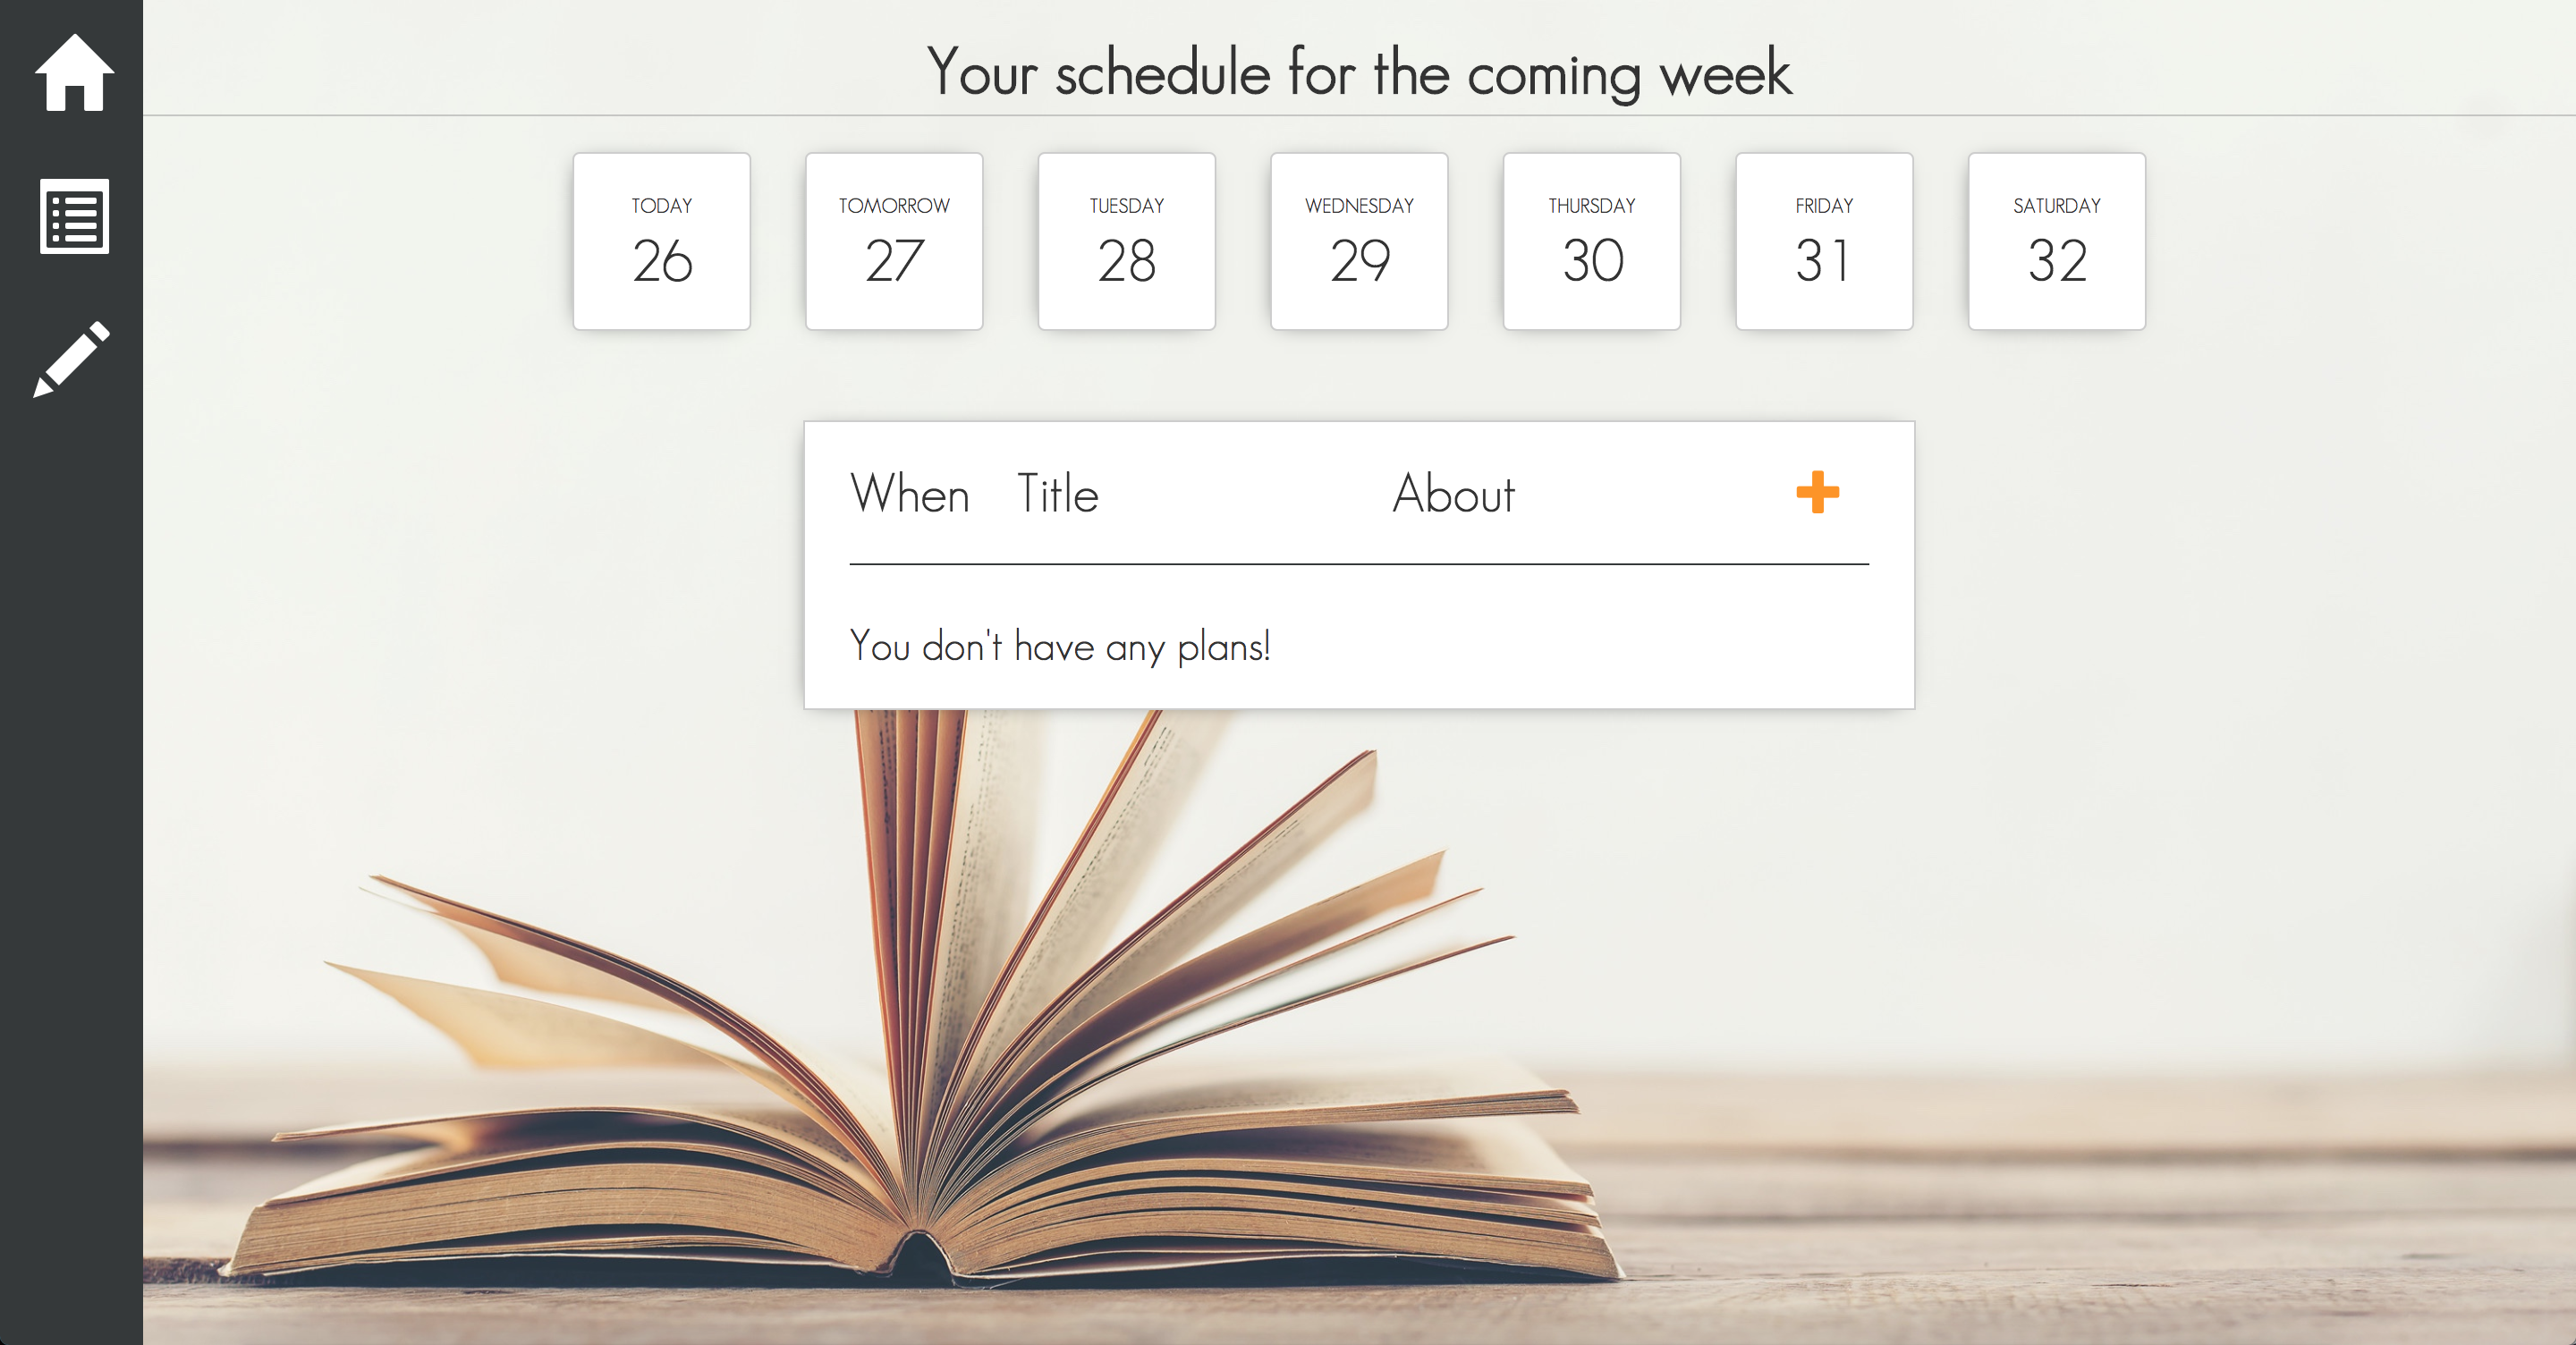 Your schedule for the coming week
TODAY
26
TOMORROW
27
TUESDAY
28
WEDNESDAY
29
THURSDAY
30
FRIDAY
31
SATURDAY
32
When Title About
You don't have any plans!